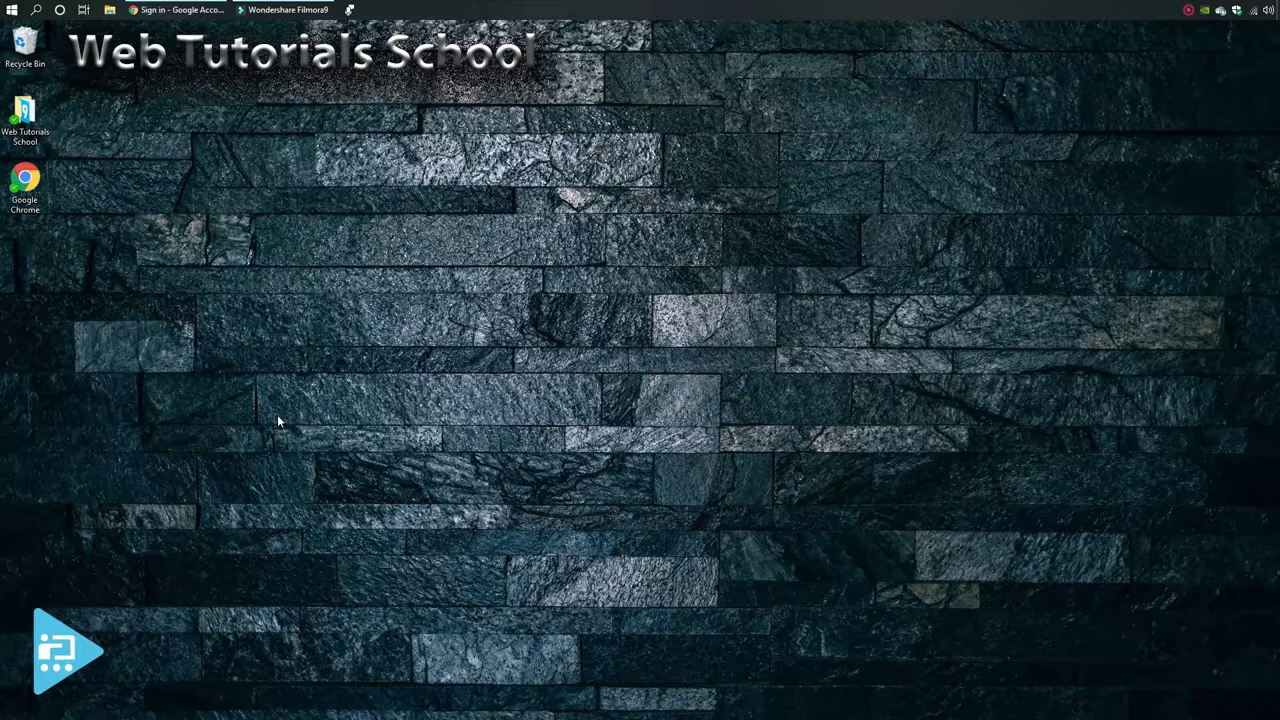 Sign in - Google Acco...
Wondershare Filmora9
Web Tutorials School
Recycle Bin
Web Tutorials
School
Google
Chrome